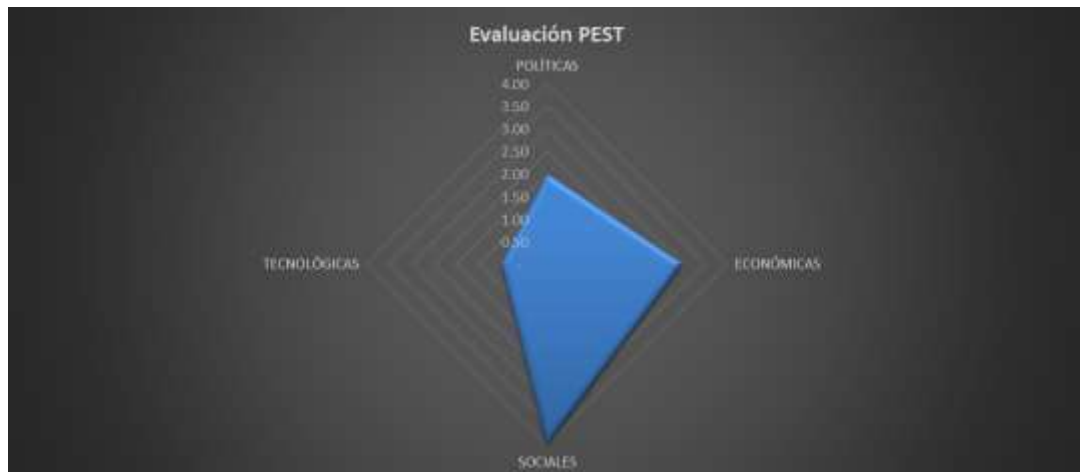 Evaluación PEST
POLÍTICAS
4.00
3.50
3.00
2.50
2.00
1.50
1.00
0.50
TECNOLÓGICAS
ECONÓMICAS
SOCIALES